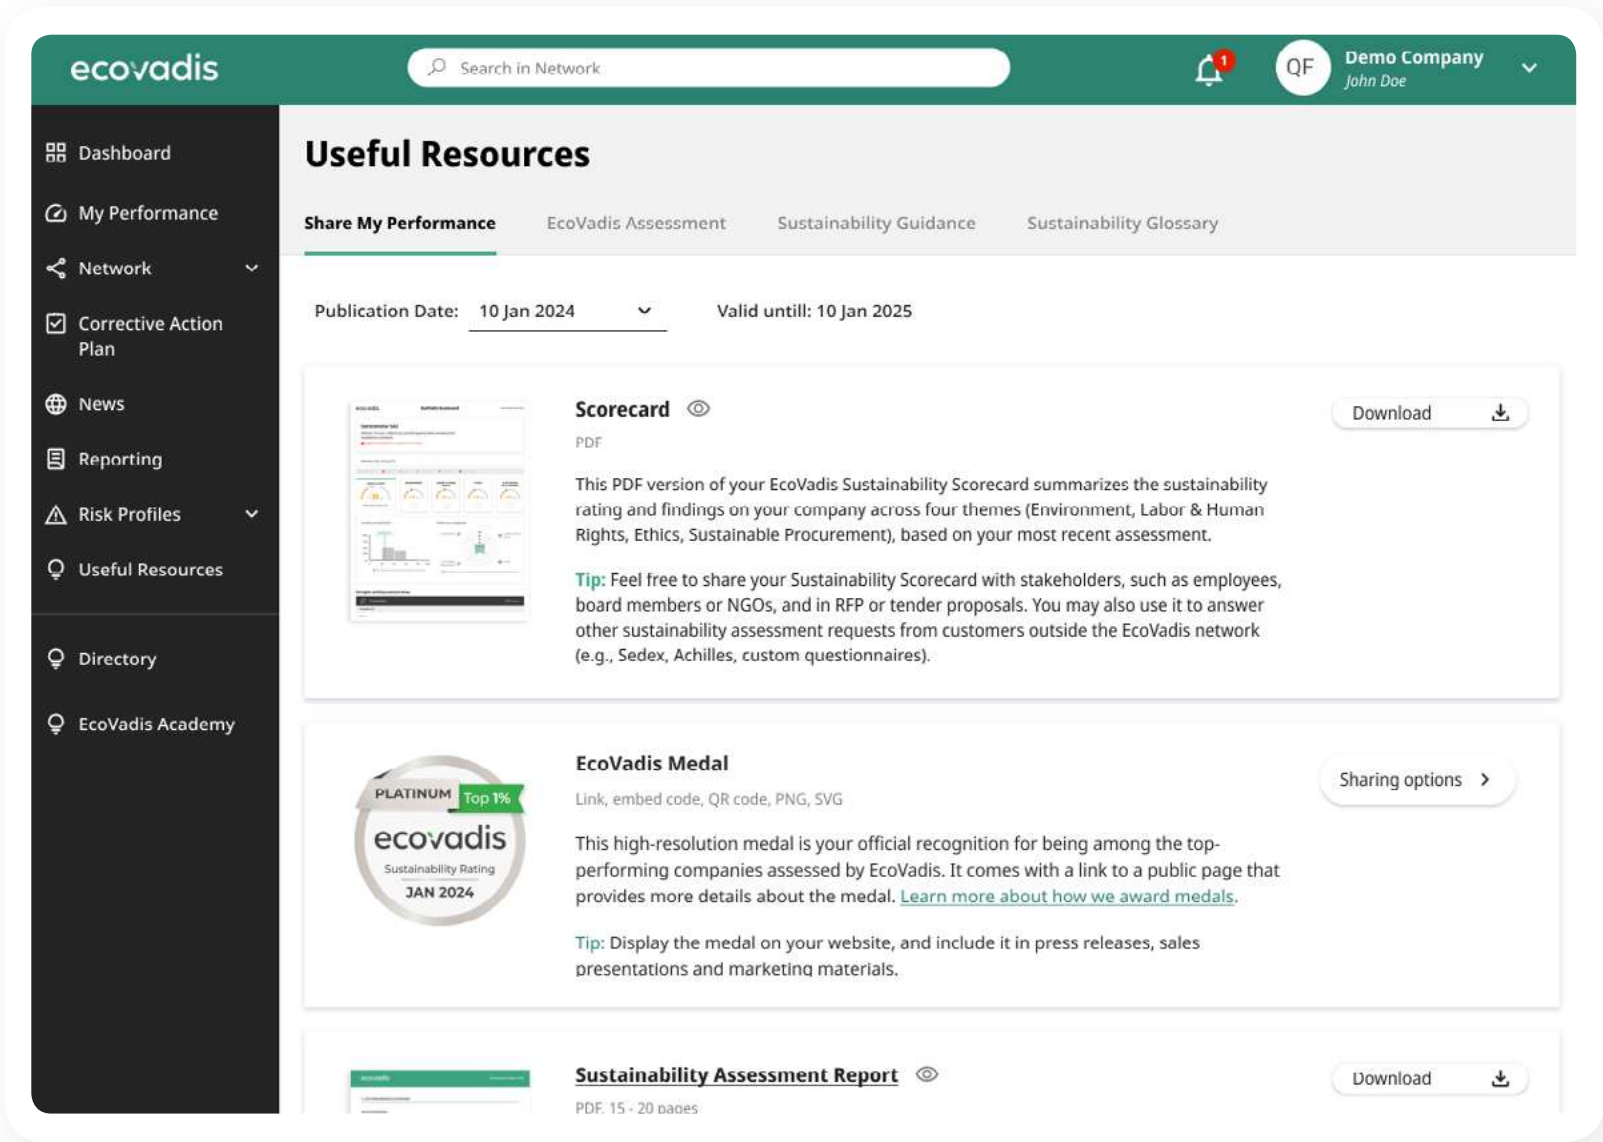 ecovadis
Search in Network
1
QF
Demo Company
John Doe
Dashboard
My Performance
Network
Corrective Action
Plan
News
Reporting
Risk Profiles
Useful Resources
Directory
EcoVadis Academy
Useful Resources
Share My Performance
EcoVadis Assessment
Sustainability Guidance
Sustainability Glossary
Publication Date: 10 Jan 2024
Valid untill: 10 Jan 2025
Scorecard
Download
PDF
This PDF version of your EcoVadis Sustainability Scorecard summarizes the sustainability
rating and findings on your company across four themes (Environment, Labor & Human
Rights, Ethics, Sustainable Procurement), based on your most recent assessment.
Tip: Feel free to share your Sustainability Scorecard with stakeholders, such as employees,
board members or NGOs, and in RFP or tender proposals. You may also use it to answer
other sustainability assessment requests from customers outside the EcoVadis network
(e.g., Sedex, Achilles, custom questionnaires).
PLATINUM
Top 1%
ecovadis
Sustainability Rating
JAN 2024
EcoVadis Medal
Sharing options
Link, embed code, QR code, PNG, SVG
This high-resolution medal is your official recognition for being among the top-
performing companies assessed by EcoVadis. It comes with a link to a public page that
provides more details about the medal. Learn more about how we award medals.
Tip: Display the medal on your website, and include it in press releases, sales
presentations and marketing materials.
ecovadis
Sustainability Assessment Report
Download
PDF, 15 - 20 pages